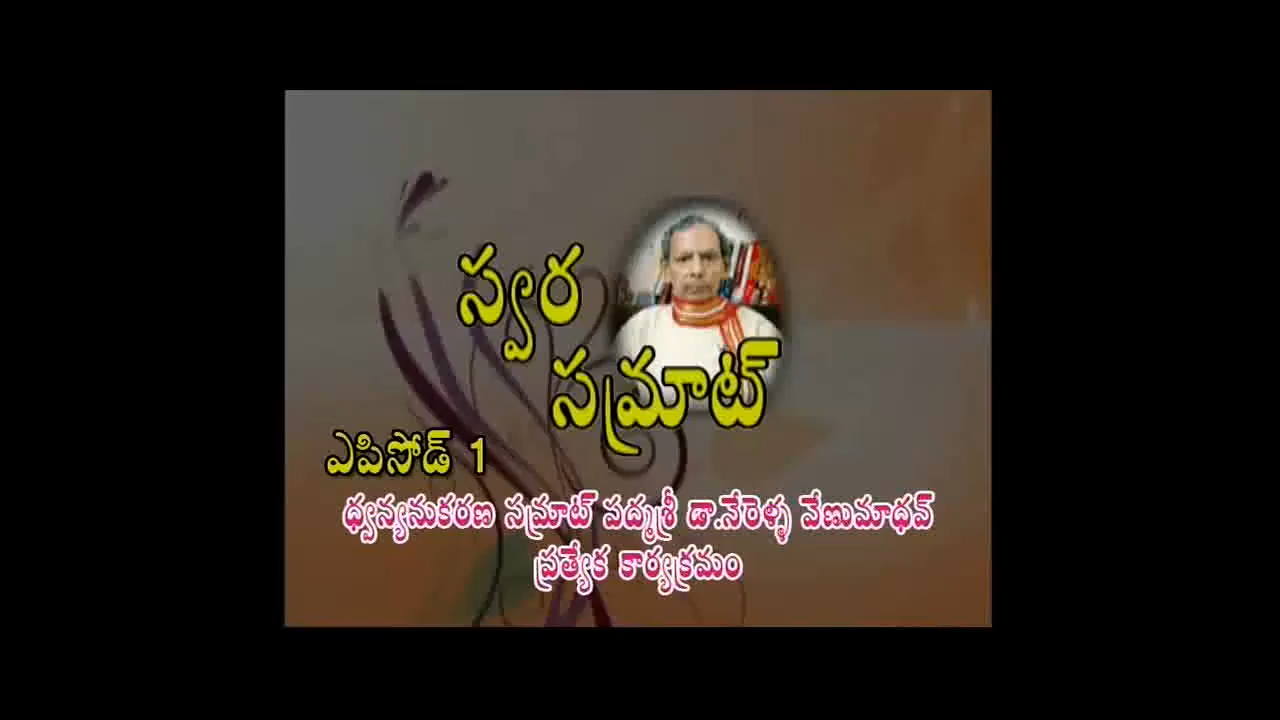 స్వర
సమ్రాట్
ఎపిసోడ్ 1
ధ్వన్యనుకరణ సమ్రాట్ పద్మశ్రీ డా.నేరెళ్ళ వేణుమాధవ్
ప్రత్యేక కార్యక్రమం